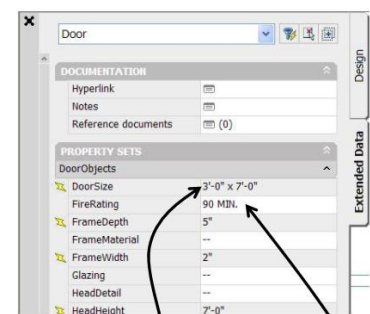 Door
DOCUMENTATION
Hyperlink
Notes
Reference documents (0)
PROPERTY SETS
DoorObjects
DoorSize 3'-0" x 7'-0"
FireRating 90 MIN.
FrameDepth 5"
FrameMaterial --
FrameWidth 2"
Glazing --
HeadDetail --
HeadHeight 7'-0"
Design
Extended Data